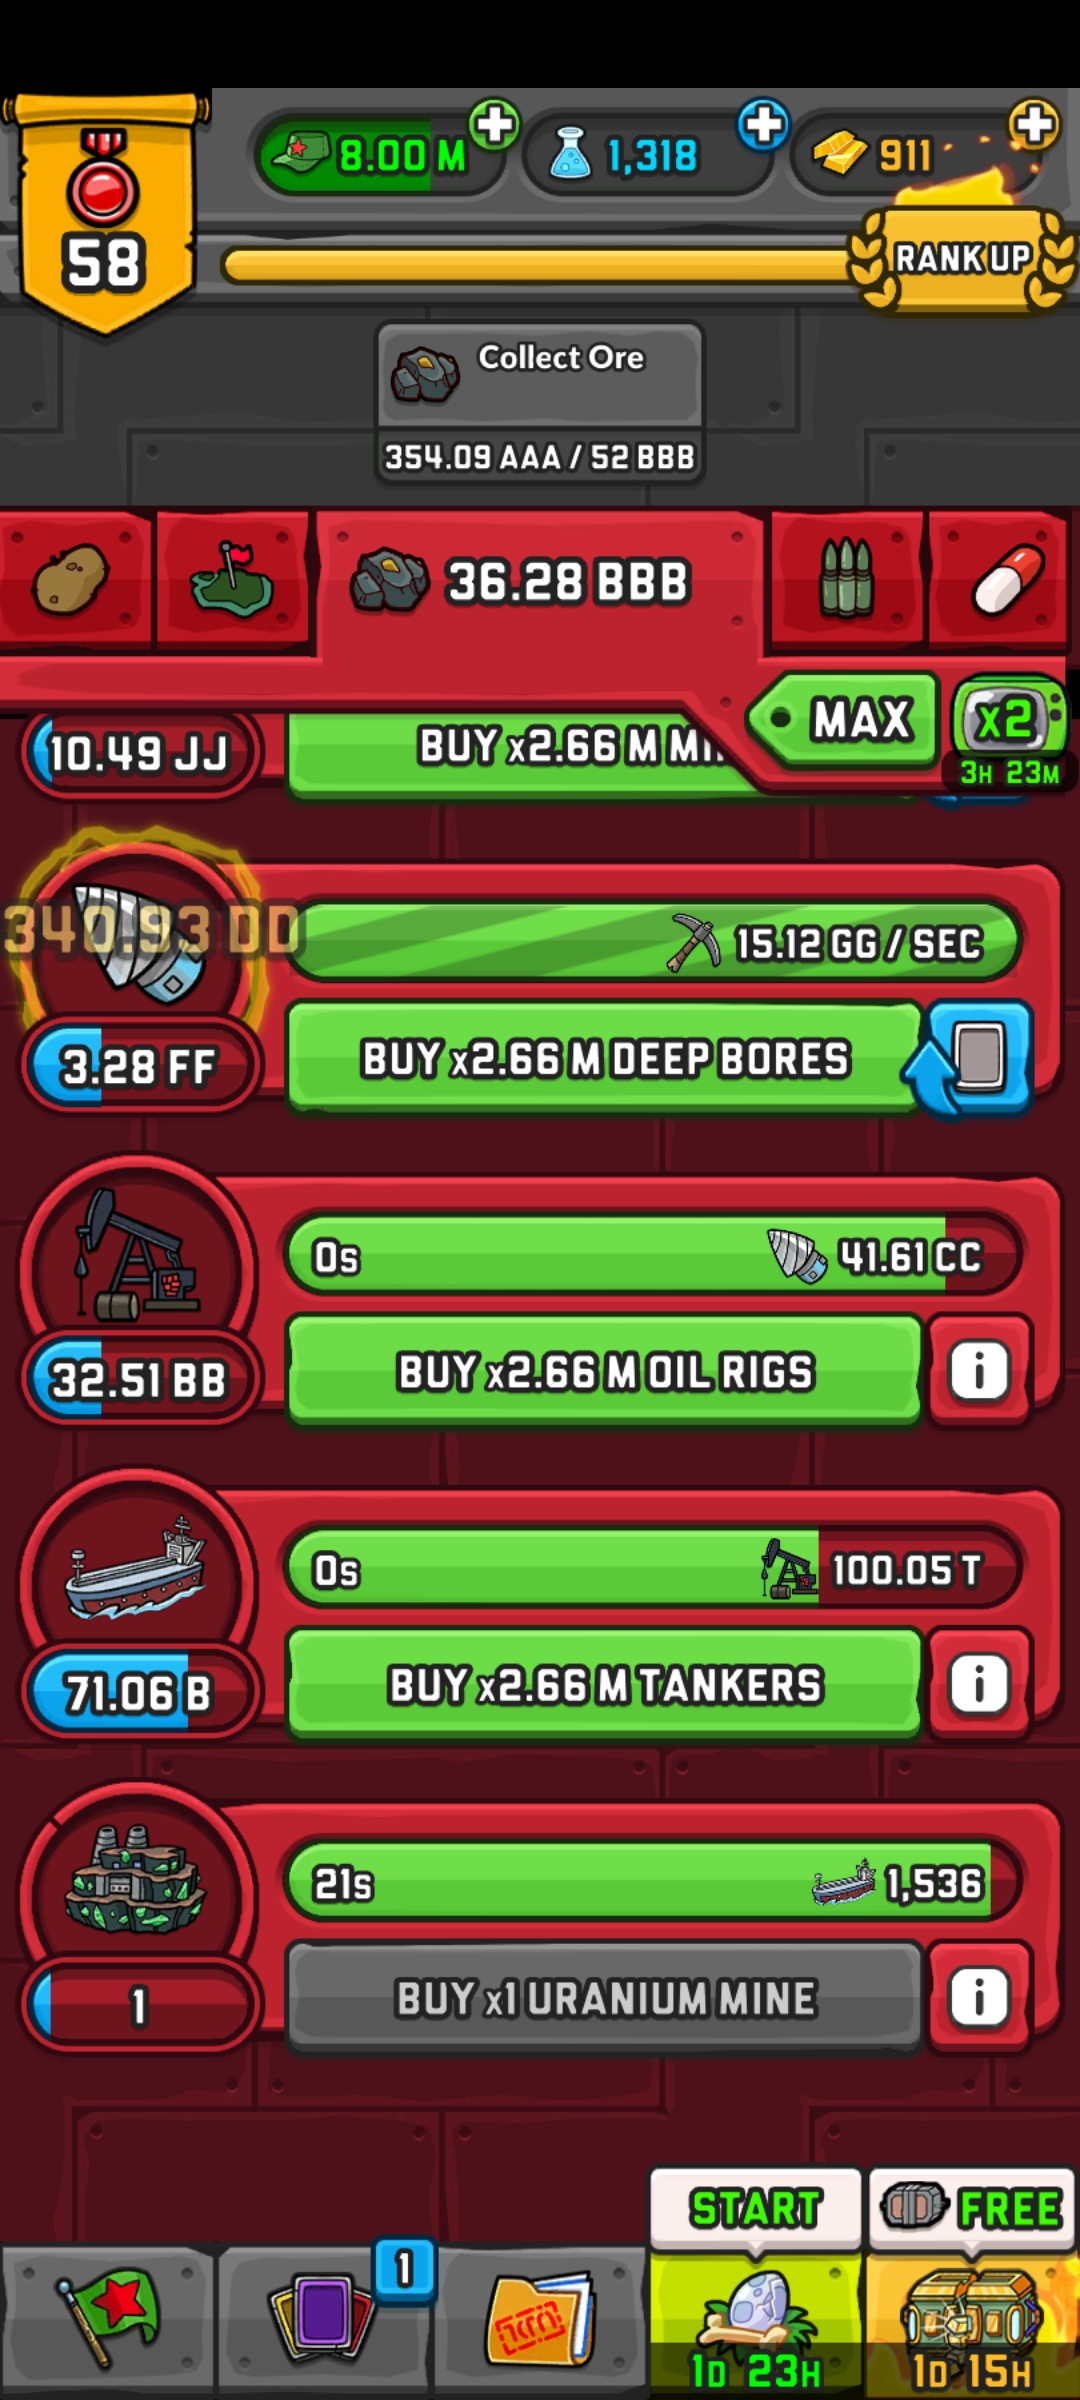 8.00 M
1,318
911
58
RANK UP
Collect Ore
354.09 AAA / 52 BBB
36.28 BBB
MAX
x2
3H 23M
10.49 JJ
BUY x2.66 M
340.93 DD
15.12 GG / SEC
3.28 FF
BUY x2.66 M DEEP BORES
0s
41.61 CC
32.51 BB
BUY x2.66 M OIL RIGS
i
0s
100.05 T
71.06 B
BUY x2.66 M TANKERS
i
21s
1,536
1
BUY x1 URANIUM MINE
i
START
FREE
1
1D 23H
1D 15H